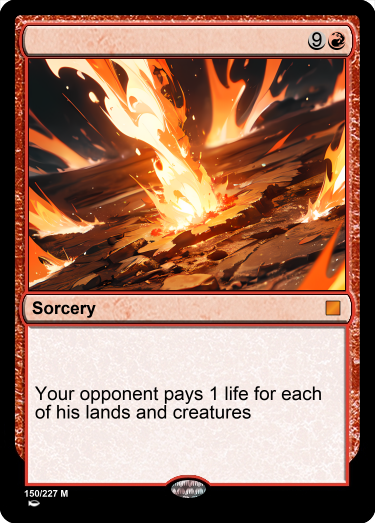 9
Sorcery
Your opponent pays 1 life for each
of his lands and creatures
150/227 M